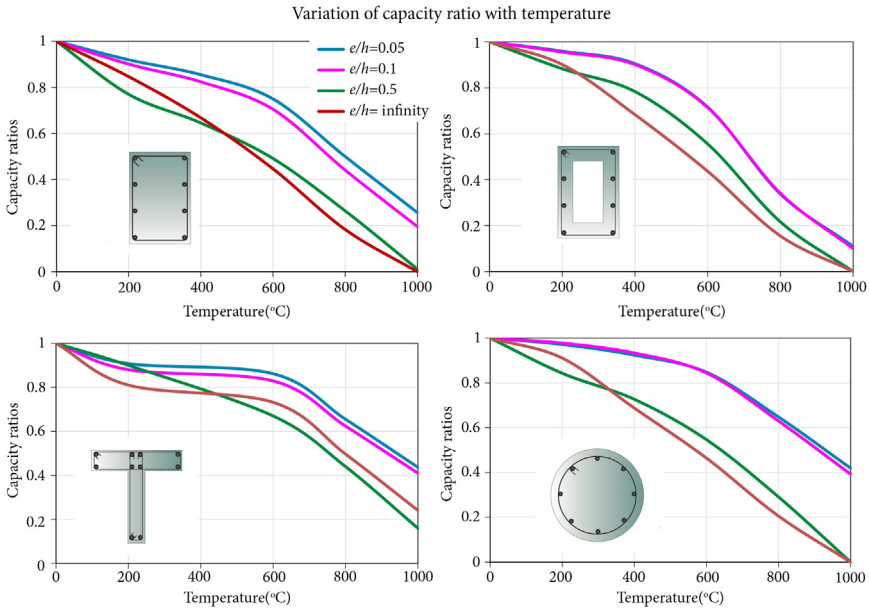 Variation of capacity ratio with temperature
Capacity ratios
1
0.8
0.6
0.4
0.2
0
0 200 400 600 800 1000
Temperature(ºC)
e/h=0.05
e/h=0.1
e/h=0.5
e/h= infinity
Capacity ratios
1
0.8
0.6
0.4
0.2
0
0 200 400 600 800 1000
Temperature(ºC)
Capacity ratios
1
0.8
0.6
0.4
0.2
0
0 200 400 600 800 1000
Temperature(ºC)
Capacity ratios
1
0.8
0.6
0.4
0.2
0
0 200 400 600 800 1000
Temperature(ºC)